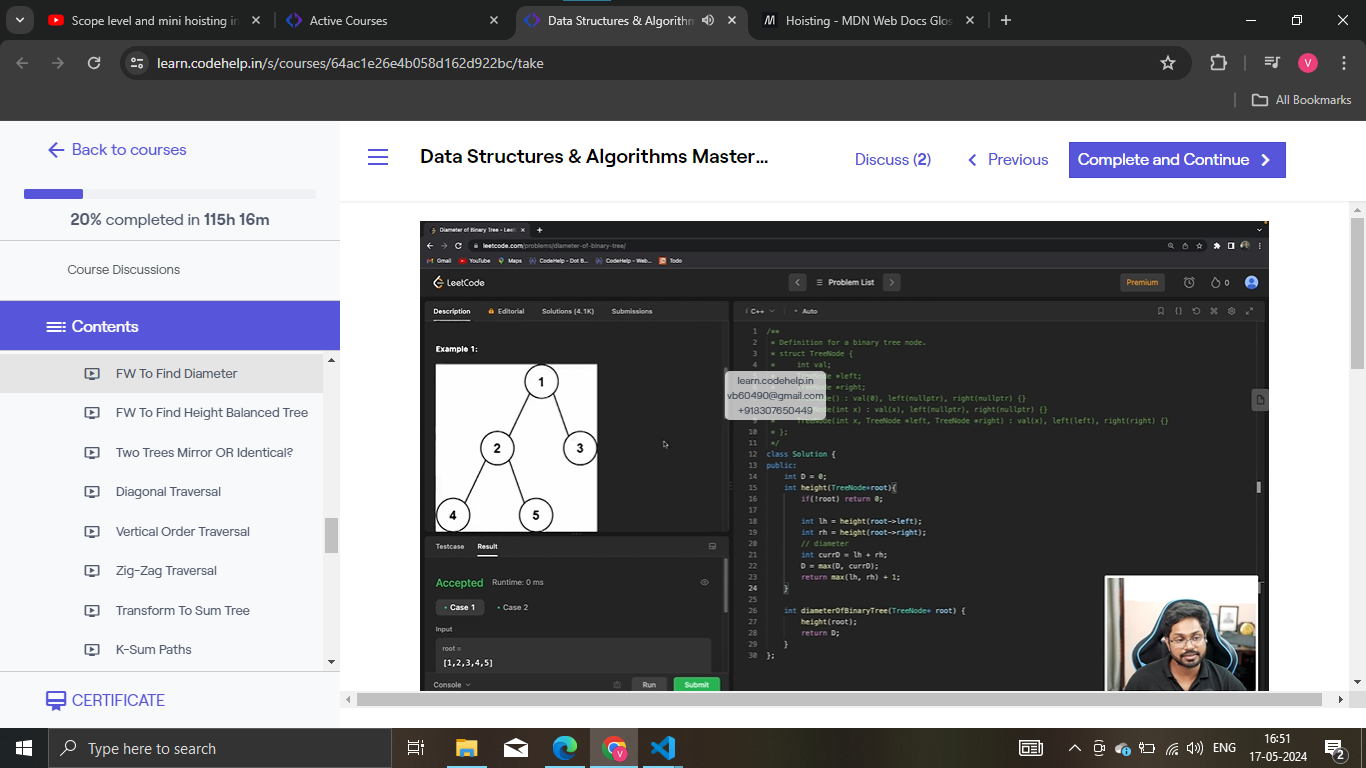 Scope level and mini hoisting in
Active Courses
Data Structures & Algorithm
Hoisting - MDN Web Docs Glos
learn.codehelp.in/s/courses/64ac1e26e4b058d162d922bc/take
V
All Bookmarks
Back to courses
20% completed in 115h 16m
Course Discussions
Contents
FW To Find Diameter
FW To Find Height Balanced Tree
Two Trees Mirror OR Identical?
Diagonal Traversal
Vertical Order Traversal
Zig-Zag Traversal
Transform To Sum Tree
K-Sum Paths
CERTIFICATE
Data Structures & Algorithms Master...
Discuss (2)
Previous
Complete and Continue
Diameter of Binary Tree - Leet
leetcode.com/problems/diameter-of-binary-tree/
Gmail
YouTube
Maps
CodeHelp - Dot B...
CodeHelp - Web...
Todo
LeetCode
Problem List
Premium
0
Description
Editorial
Solutions (4.1K)
Submissions
Example 1:
1
2
3
4
5
Testcase
Result
Accepted
Runtime: 0 ms
• Case 1
• Case 2
Input
root =
[1,2,3,4,5]
Console
Run
Submit
i C++
• Auto
1 /**
2 * Definition for a binary tree node.
3 * struct TreeNode {
4 * int val;
*left;
*right;
() : val(0), left(nullptr), right(nullptr) {}
(int x) : val(x), left(nullptr), right(nullptr) {}
TreeNode(int x, TreeNode *left, TreeNode *right) : val(x), left(left), right(right) {}
10 * };
11 */
12 class Solution {
13 public:
14 int D = 0;
15 int height(TreeNode*root){
16 if(!root) return 0;
17
18 int lh = height(root->left);
19 int rh = height(root->right);
20 // diameter
21 int currD = lh + rh;
22 D = max(D, currD);
23 return max(lh, rh) + 1;
24 }
25
26 int diameterOfBinaryTree(TreeNode* root) {
27 height(root);
28 return D;
29 }
30 };
learn.codehelp.in
vb60490@gmail.com
+918307650449
Type here to search
V
ENG
16:51
17-05-2024
2